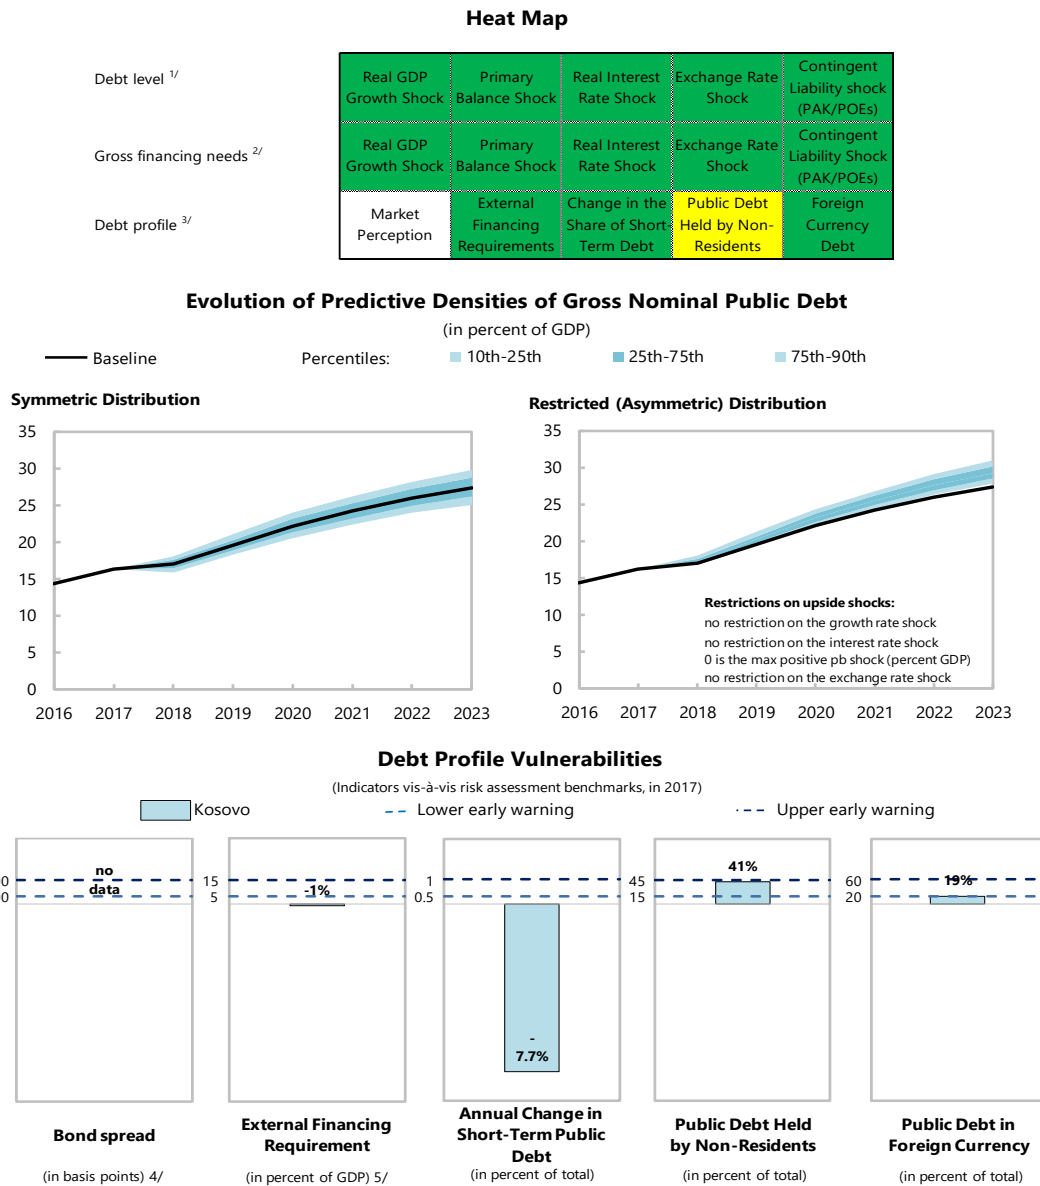 Heat Map
Debt level 1/
Real GDP Growth Shock
Primary Balance Shock
Real Interest Rate Shock
Exchange Rate Shock
Contingent Liability shock (PAK/POEs)
Gross financing needs 2/
Real GDP Growth Shock
Primary Balance Shock
Real Interest Rate Shock
Exchange Rate Shock
Contingent Liability Shock (PAK/POEs)
Debt profile 3/
Market Perception
External Financing Requirements
Change in the Share of Short-Term Debt
Public Debt Held by Non-Residents
Foreign Currency Debt
Evolution of Predictive Densities of Gross Nominal Public Debt
(in percent of GDP)
Baseline
Percentiles:
10th-25th
25th-75th
75th-90th
Symmetric Distribution
35
30
25
20
15
10
5
0
2016 2017 2018 2019 2020 2021 2022 2023
Restricted (Asymmetric) Distribution
35
30
25
20
15
10
5
0
Restrictions on upside shocks:
no restriction on the growth rate shock
no restriction on the interest rate shock
0 is the max positive pb shock (percent GDP)
no restriction on the exchange rate shock
2016 2017 2018 2019 2020 2021 2022 2023
Debt Profile Vulnerabilities
(Indicators vis-à-vis risk assessment benchmarks, in 2017)
Kosovo
Lower early warning
Upper early warning
no
data
Bond spread
(in basis points) 4/
15
5
-1%
External Financing
Requirement
(in percent of GDP) 5/
1
0.5
-
7.7%
Annual Change in
Short-Term Public
Debt
(in percent of total)
45
15
41%
Public Debt Held
by Non-Residents
(in percent of total)
60
20
19%
Public Debt in
Foreign Currency
(in percent of total)